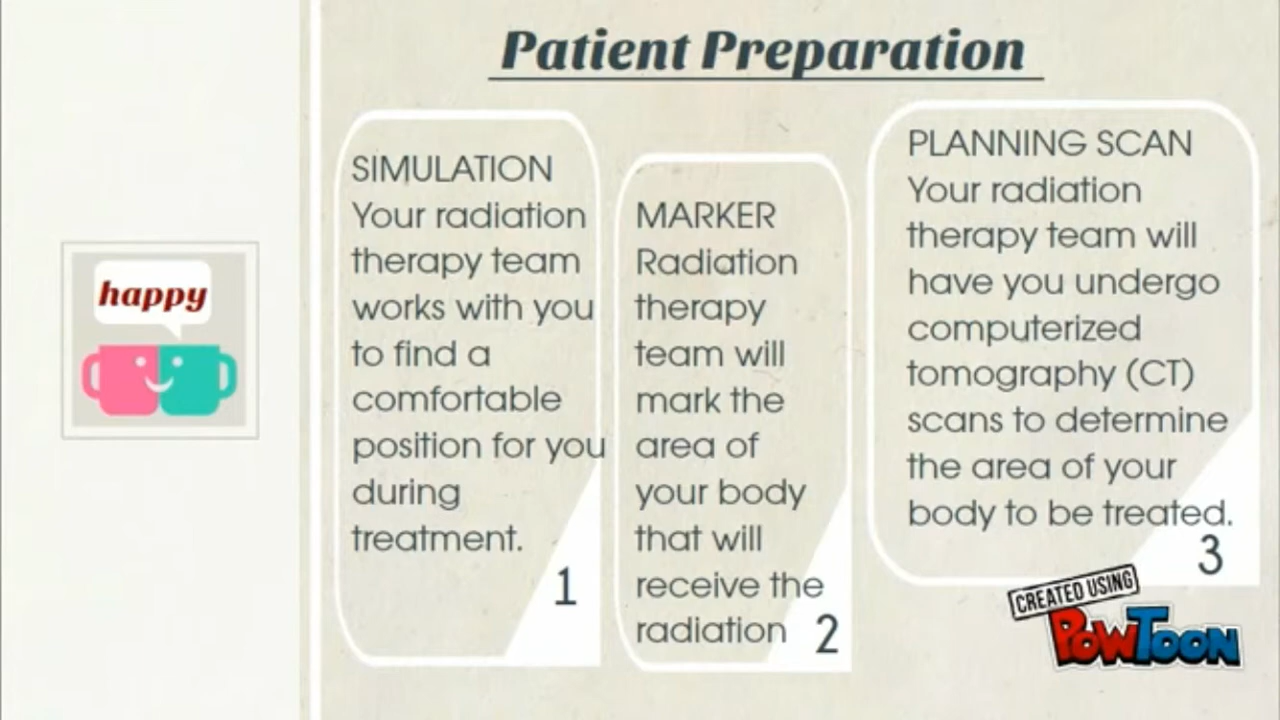 Patient Preparation
happy
SIMULATION
Your radiation
therapy team
works with you
to find a
comfortable
position for you
during
treatment.
1
MARKER
Radiation
therapy
team will
mark the
area of
your body
that will
receive the
radiation
2
PLANNING SCAN
Your radiation
therapy team will
have you undergo
computerized
tomography (CT)
scans to determine
the area of your
body to be treated.
3
CREATED USING
POWTOON